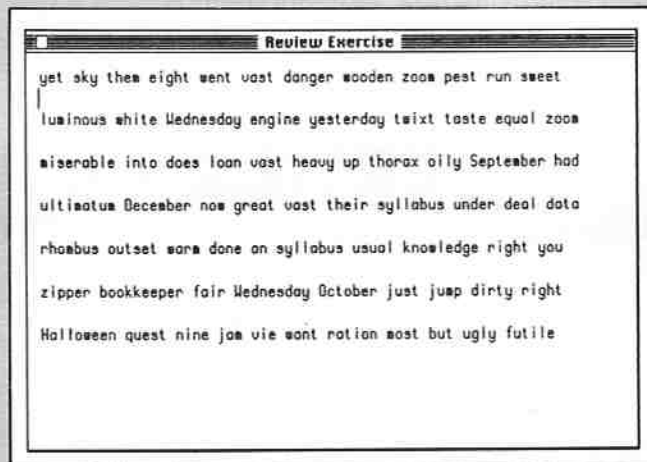 Review Exercise
yet sky them eight went vast danger wooden zoom pest run sweet
luminous white Wednesday engine yesterday twixt taste equal zoom
miserable into does loan vast heavy up thorax oily September had
ultimatum December now great vast their syllabus under deal data
rhombus outset warm done an syllabus usual knowledge right you
zipper bookkeeper fair Wednesday October just jump dirty right
Halloween quest nine jam vie want ration most but ugly futile